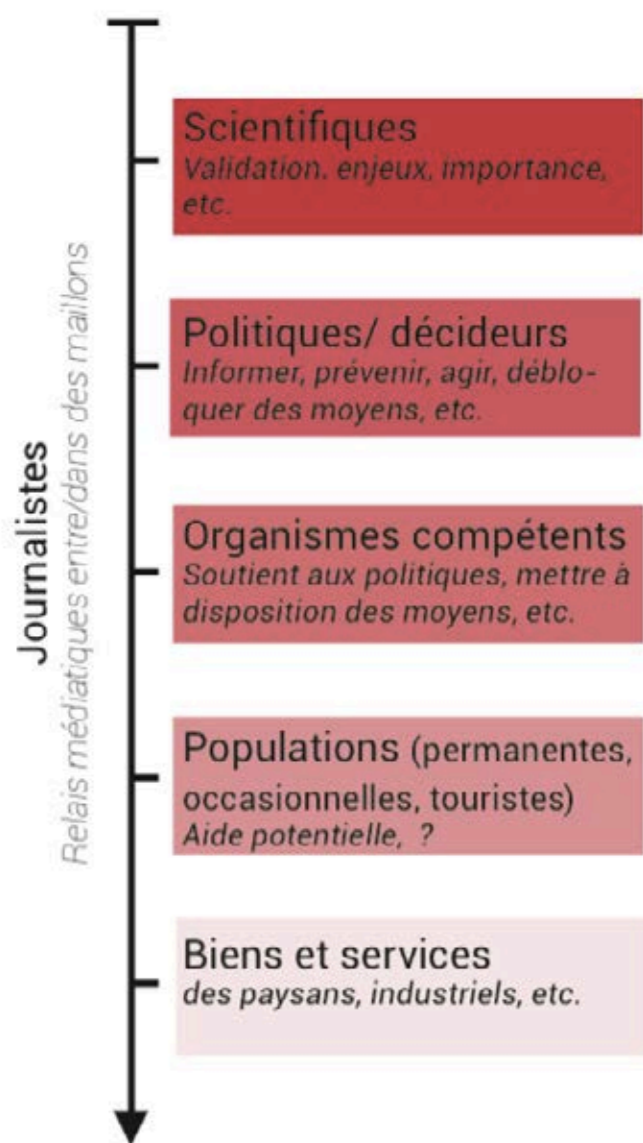 Journalistes
Relais médiatiques entre/dans des maillons
Scientifiques
Validation. enjeux, importance,
etc.
Politiques/ décideurs
Informer, prévenir, agir, déblo-
quer des moyens, etc.
Organismes compétents
Soutient aux politiques, mettre à
disposition des moyens, etc.
Populations (permanentes,
occasionnelles, touristes)
Aide potentielle, ?
Biens et services
des paysans, industriels, etc.